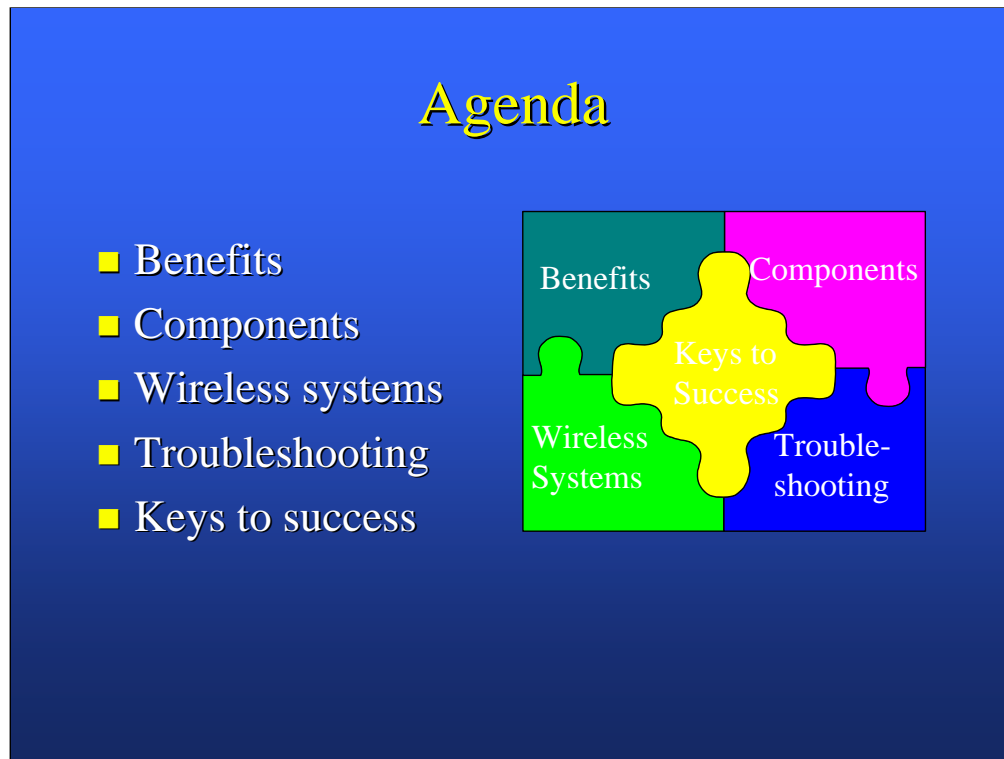 Agenda
Benefits
Components
Wireless systems
Troubleshooting
Keys to success
Benefits
Components
Keys to
Success
Wireless
Systems
Trouble-
shooting